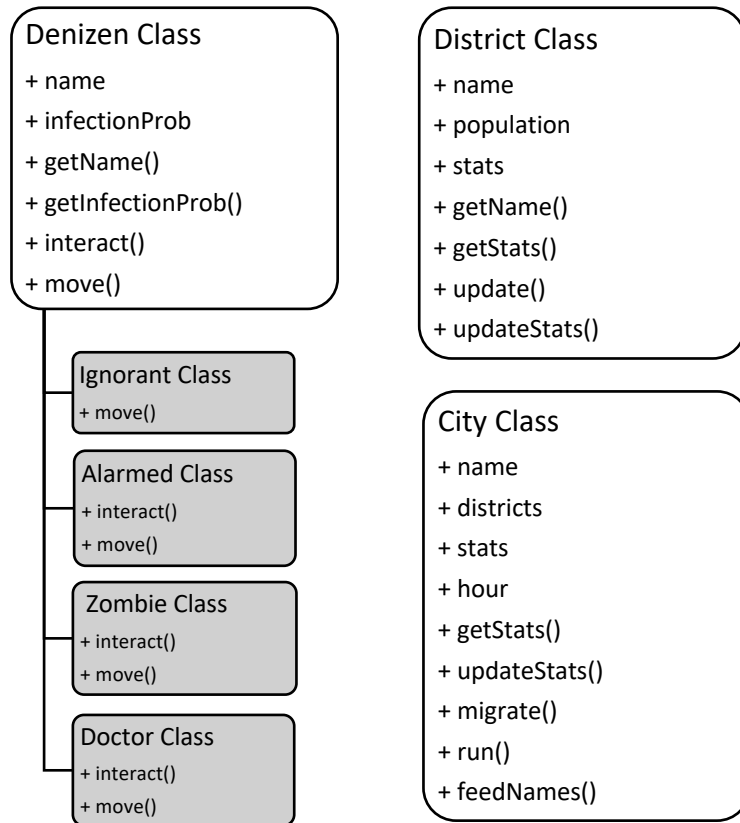 Denizen Class
+ name
+ infectionProb
+ getName()
+ getInfectionProb()
+ interact()
+ move()
Ignorant Class
+ move()
Alarmed Class
+ interact()
+ move()
Zombie Class
+ interact()
+ move()
Doctor Class
+ interact()
+ move()
District Class
+ name
+ population
+ stats
+ getName()
+ getStats()
+ update()
+ updateStats()
City Class
+ name
+ districts
+ stats
+ hour
+ getStats()
+ updateStats()
+ migrate()
+ run()
+ feedNames()